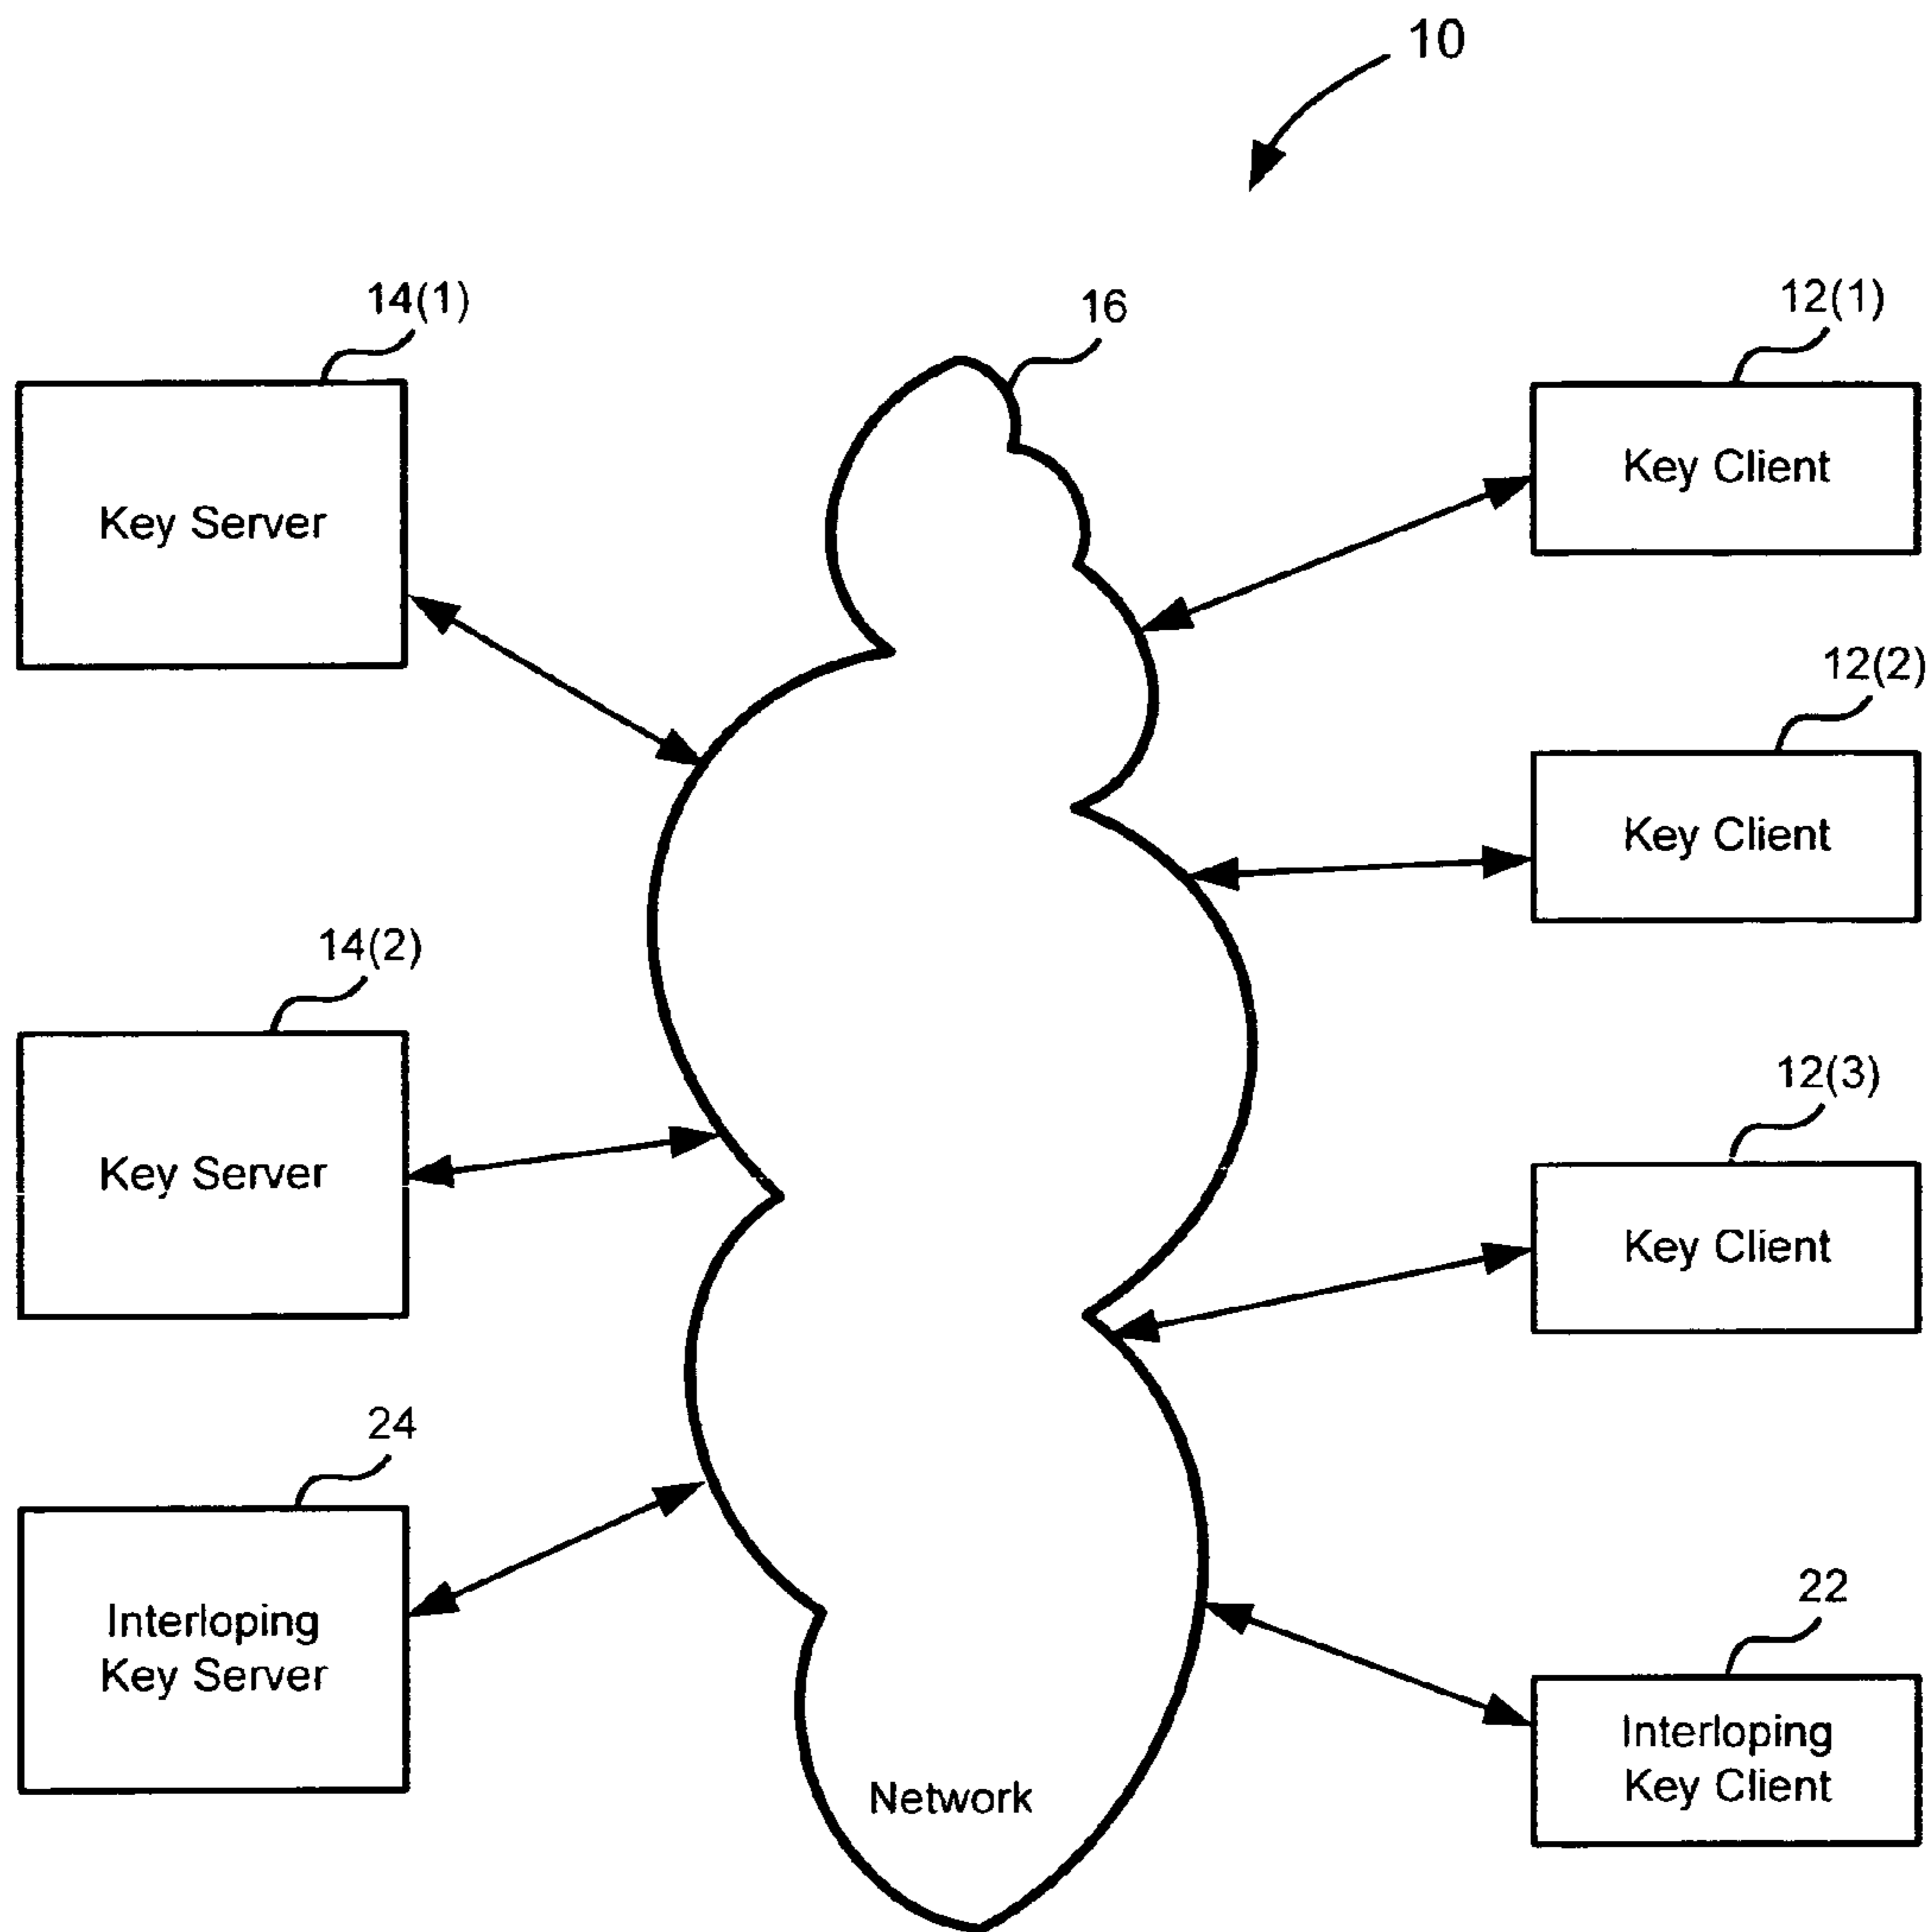 10
14(1)
16
12(1)
Key Server
Key Client
12(2)
Key Client
14(2)
Key Server
12(3)
Key Client
24
Interloping
Key Server
22
Interloping
Key Client
Network